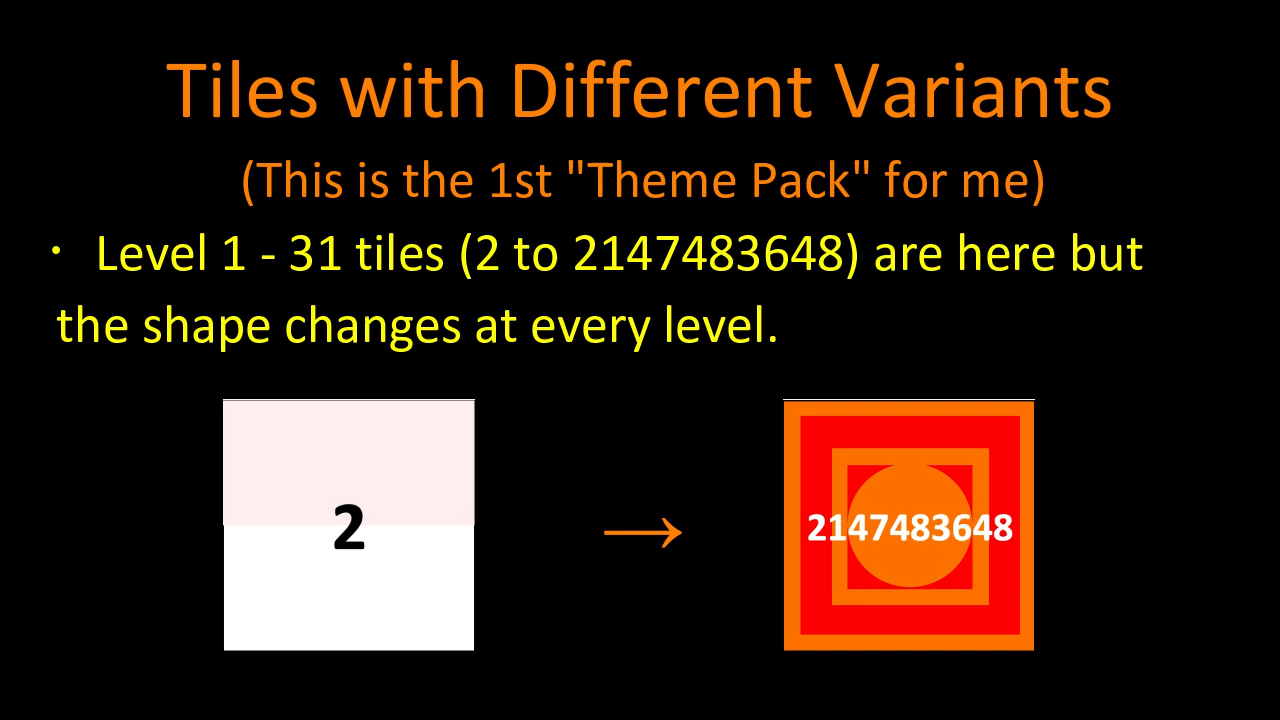 Tiles with Different Variants
(This is the 1st "Theme Pack" for me)
· Level 1 - 31 tiles (2 to 2147483648) are here but
the shape changes at every level.
2 → 2147483648